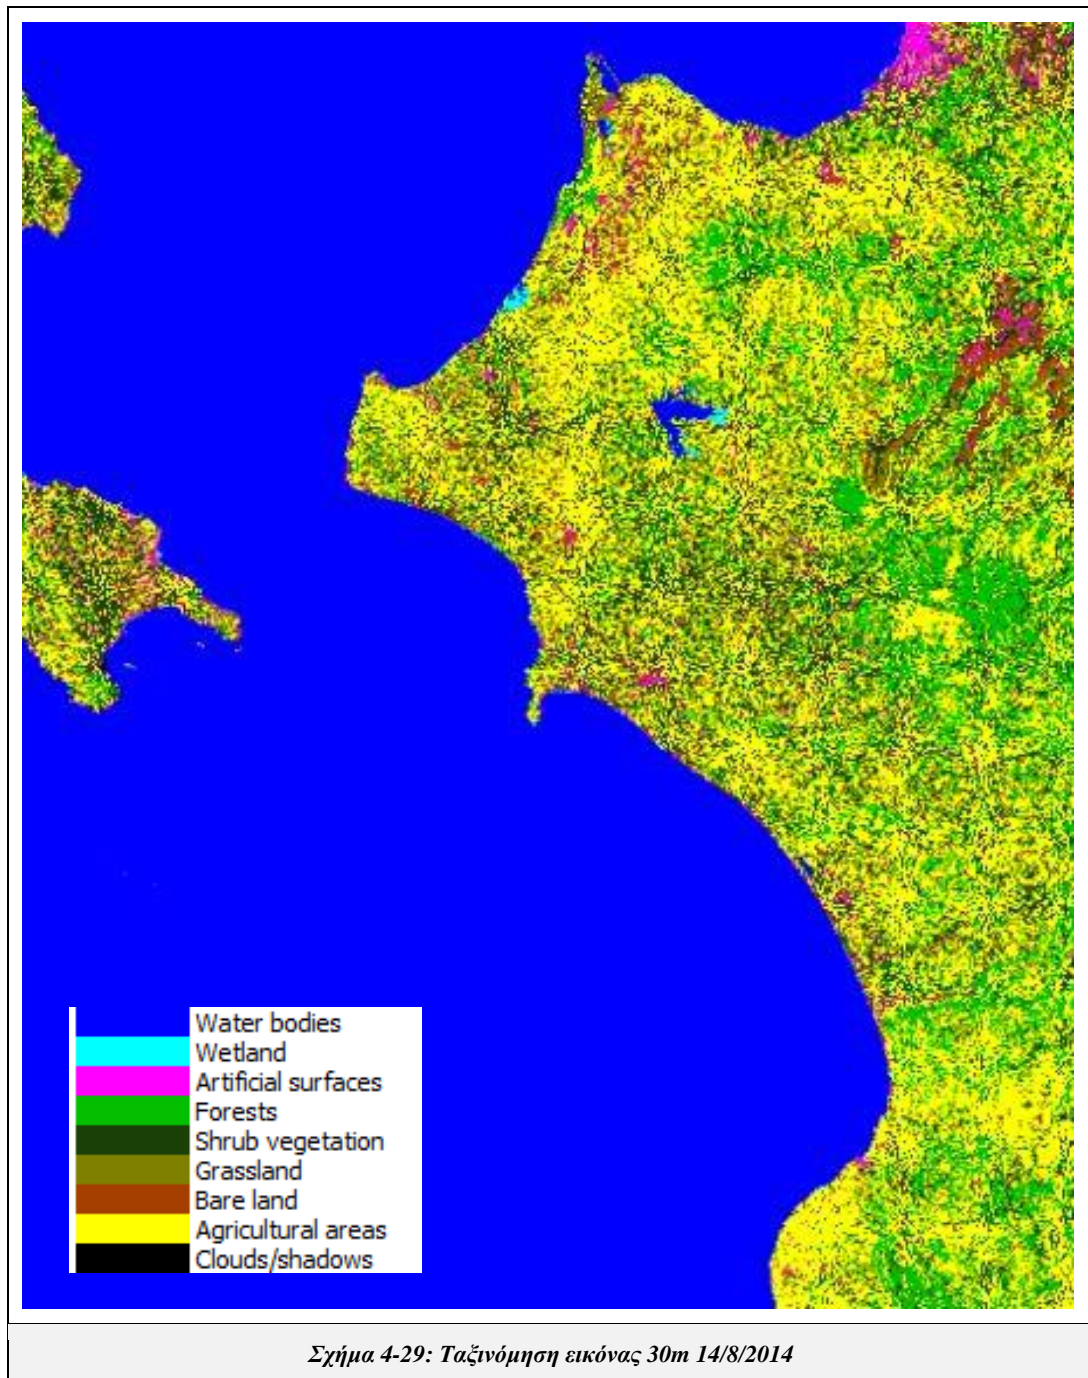 Water bodies
Wetland
Artificial surfaces
Forests
Shrub vegetation
Grassland
Bare land
Agricultural areas
Clouds/shadows
Σχήμα 4-29: Ταξινόμηση εικόνας 30m 14/8/2014